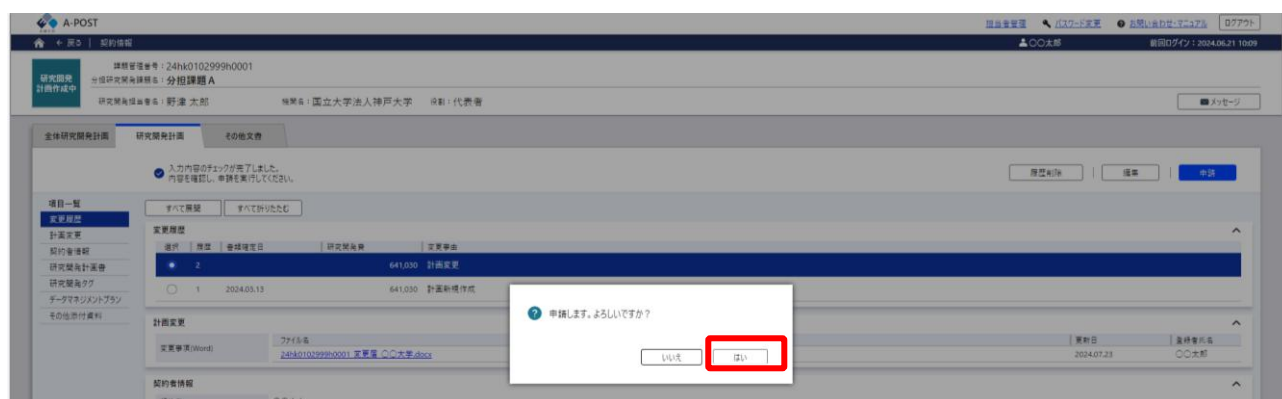 A-POST
担当者管理 パスワード変更 お問い合わせ・マニュアル ログアウト
← 戻る | 契約情報 〇〇太郎 前回ログイン：2024.06.21 10:09
研究開発
計画作成中
課題管理番号：24hk0102999h0001
分担研究開発課題名：分担課題 A
研究開発担当者名：野津 太郎 機関名：国立大学法人神戸大学 役割：代表者 メッセージ
全体研究開発計画 研究開発計画 その他文書
入力内容のチェックが完了しました。
内容を確認し、申請を実行してください。
履歴削除 | 編集 | 申請
項目一覧
変更履歴
計画変更
契約者情報
研究開発計画書
研究開発タグ
データマネジメントプラン
その他添付資料
すべて展開 すべて折りたたむ
変更履歴
選択 履歴 書類確定日 研究開発費 変更事由
2 641,030 計画変更
1 2024.05.13 641,030 計画新規作成
申請します。よろしいですか？
いいえ はい
計画変更
ファイル名 更新日 登録者氏名
変更事項(Word) 24hk0102999h0001_変更届_〇〇大学.docx 2024.07.23 〇〇太郎
契約者情報